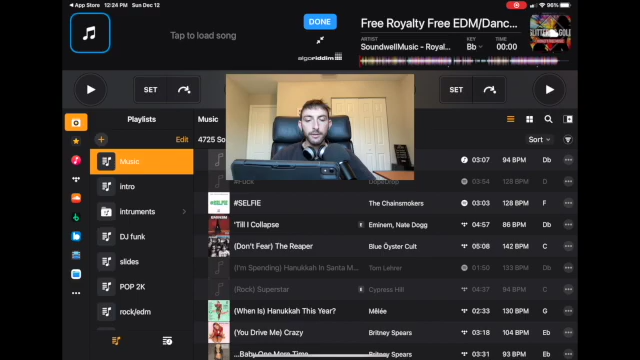 App Store 12:24 PM Sun Dec 12
96%
DONE
Tap to load song
algoriddim
Free Royalty Free EDM/Danc...
ARTIST
SoundwellMusic - Royal...
KEY
Bb
TIME
00:00
SET
SET
Playlists
Music
Edit
4725 So
Sort
Music
03:07 94 BPM Db
intro
03:54 128 BPM D
#SELFIE The Chainsmokers 03:03 128 BPM F
intruments
'Till I Collapse E Eminem, Nate Dogg 04:57 86 BPM Db
DJ funk
(Don't Fear) The Reaper Blue Öyster Cult 05:08 142 BPM C
slides
(I'm Spending) Hanukkah In Santa M... Tom Lehrer 01:50 133 BPM Db
POP 2K
(Rock) Superstar E Cypress Hill 04:37 94 BPM Db
rock/edm
(When Is) Hanukkah This Year? Mêlée 02:33 130 BPM G
(You Drive Me) Crazy Britney Spears 03:18 104 BPM Eb
...Baby One More Time Britney Spears